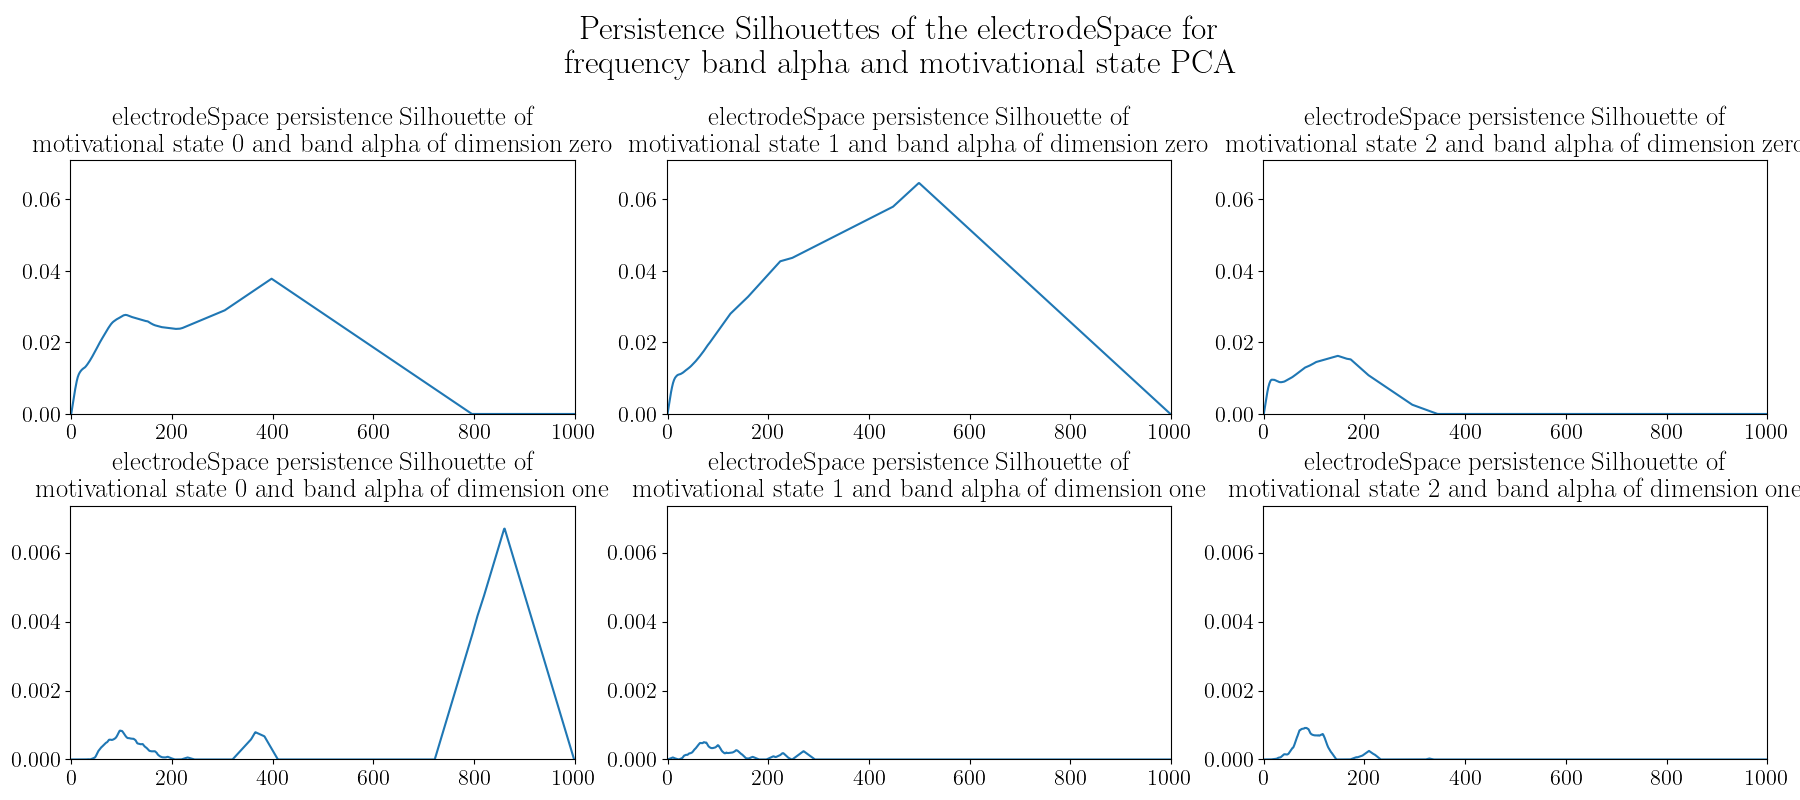 Persistence Silhouettes of the electrodeSpace for
frequency band alpha and motivational state PCA
electrodeSpace persistence Silhouette of
motivational state 0 and band alpha of dimension zero
0.06
0.04
0.02
0.00
0 200 400 600 800 1000
electrodeSpace persistence Silhouette of
motivational state 1 and band alpha of dimension zero
0.06
0.04
0.02
0.00
0 200 400 600 800 1000
electrodeSpace persistence Silhouette of
motivational state 2 and band alpha of dimension zero
0.06
0.04
0.02
0.00
0 200 400 600 800 1000
electrodeSpace persistence Silhouette of
motivational state 0 and band alpha of dimension one
0.006
0.004
0.002
0.000
0 200 400 600 800 1000
electrodeSpace persistence Silhouette of
motivational state 1 and band alpha of dimension one
0.006
0.004
0.002
0.000
0 200 400 600 800 1000
electrodeSpace persistence Silhouette of
motivational state 2 and band alpha of dimension one
0.006
0.004
0.002
0.000
0 200 400 600 800 1000